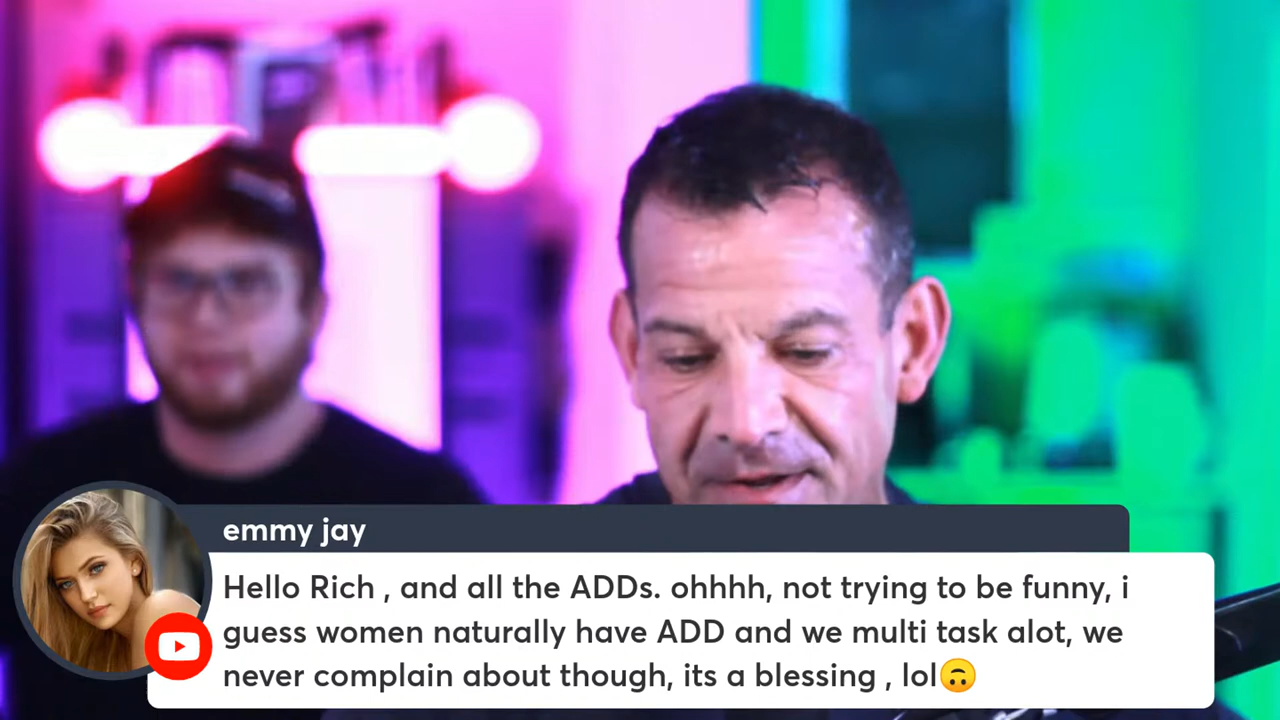 emmy jay
Hello Rich , and all the ADDs. ohhhh, not trying to be funny, i
guess women naturally have ADD and we multi task alot, we
never complain about though, its a blessing , lol🙃